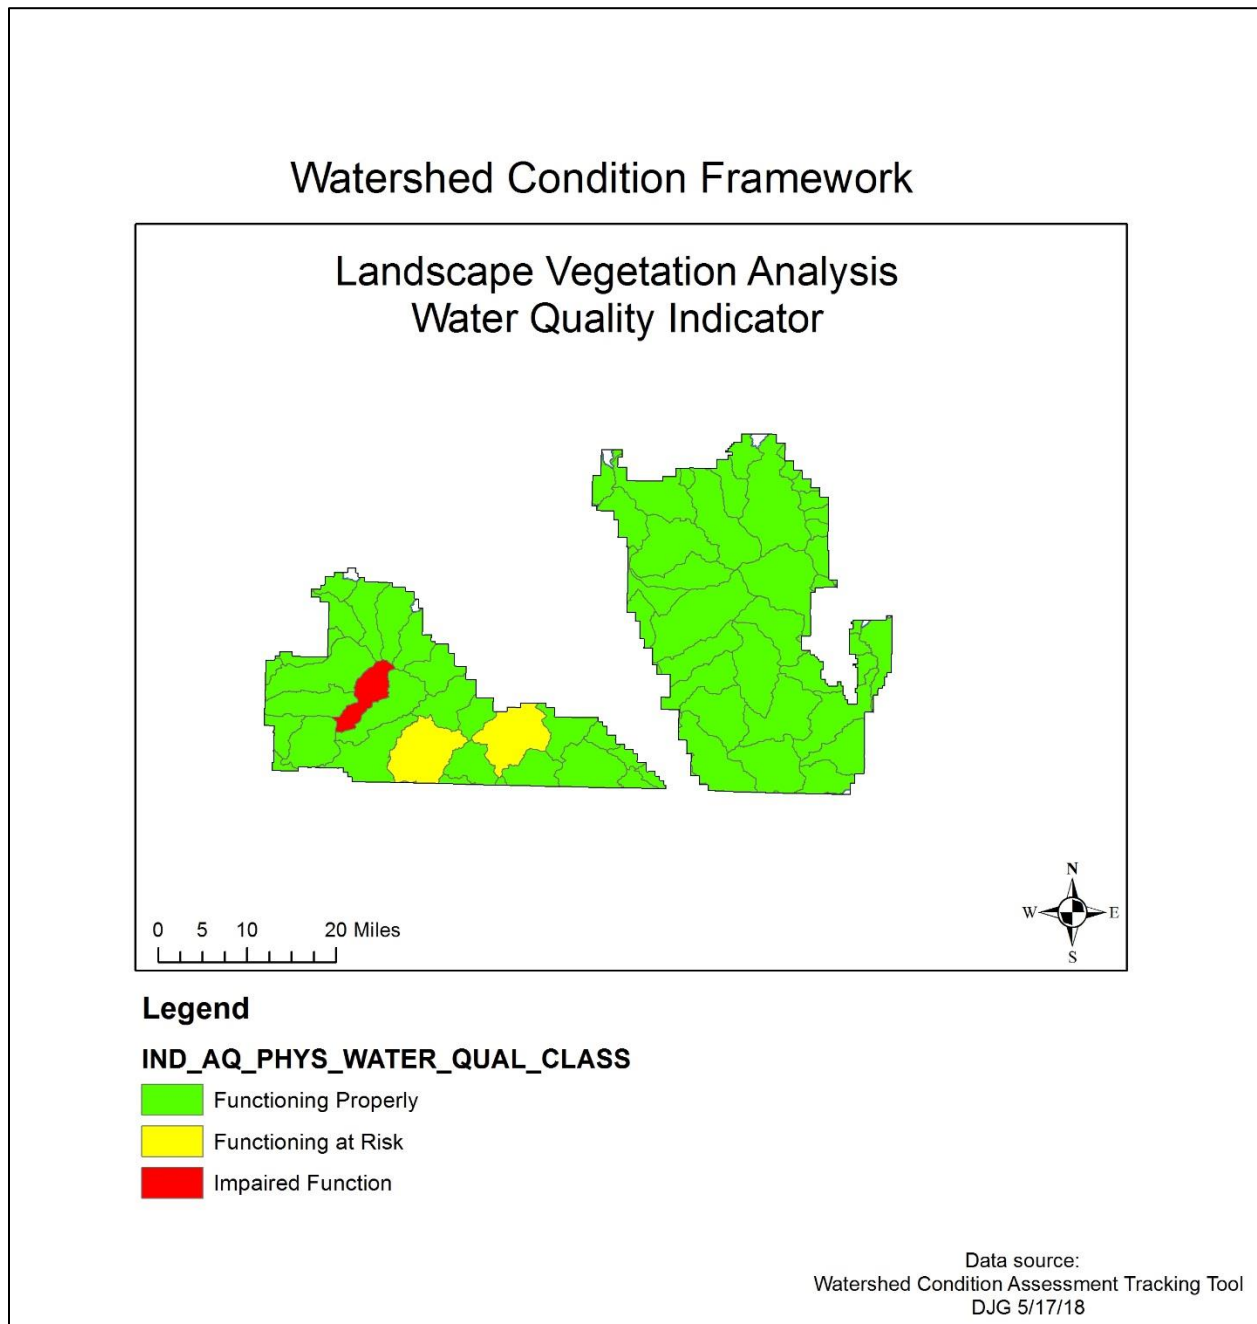 Watershed Condition Framework
Landscape Vegetation Analysis
Water Quality Indicator
N
W E
S
0 5 10 20 Miles
Legend
IND_AQ_PHYS_WATER_QUAL_CLASS
Functioning Properly
Functioning at Risk
Impaired Function
Data source:
Watershed Condition Assessment Tracking Tool
DJG 5/17/18